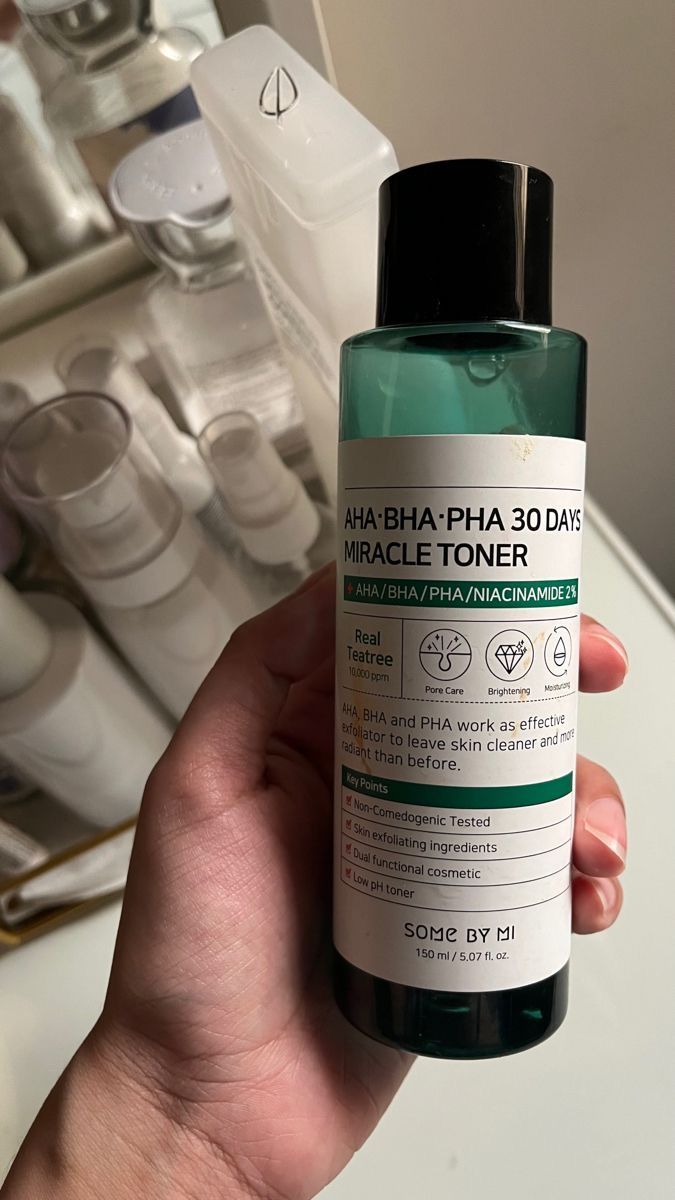 AHA·BHA·PHA 30 DAYS
MIRACLE TONER
+ AHA/BHA/PHA/NIACINAMIDE 2%
Real
Teatree
10,000 ppm
Pore Care
Brightening
Moisturizing
AHA, BHA and PHA work as effective
exfoliator to leave skin cleaner and more
radiant than before.
Key Points
Non-Comedogenic Tested
Skin exfoliating ingredients
Dual functional cosmetic
Low pH toner
SOME BY MI
150 ml / 5.07 fl. oz.